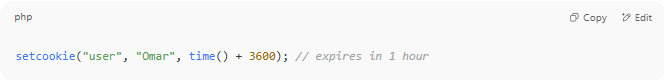 php
Copy
Edit
setcookie("user", "Omar", time() + 3600); // expires in 1 hour